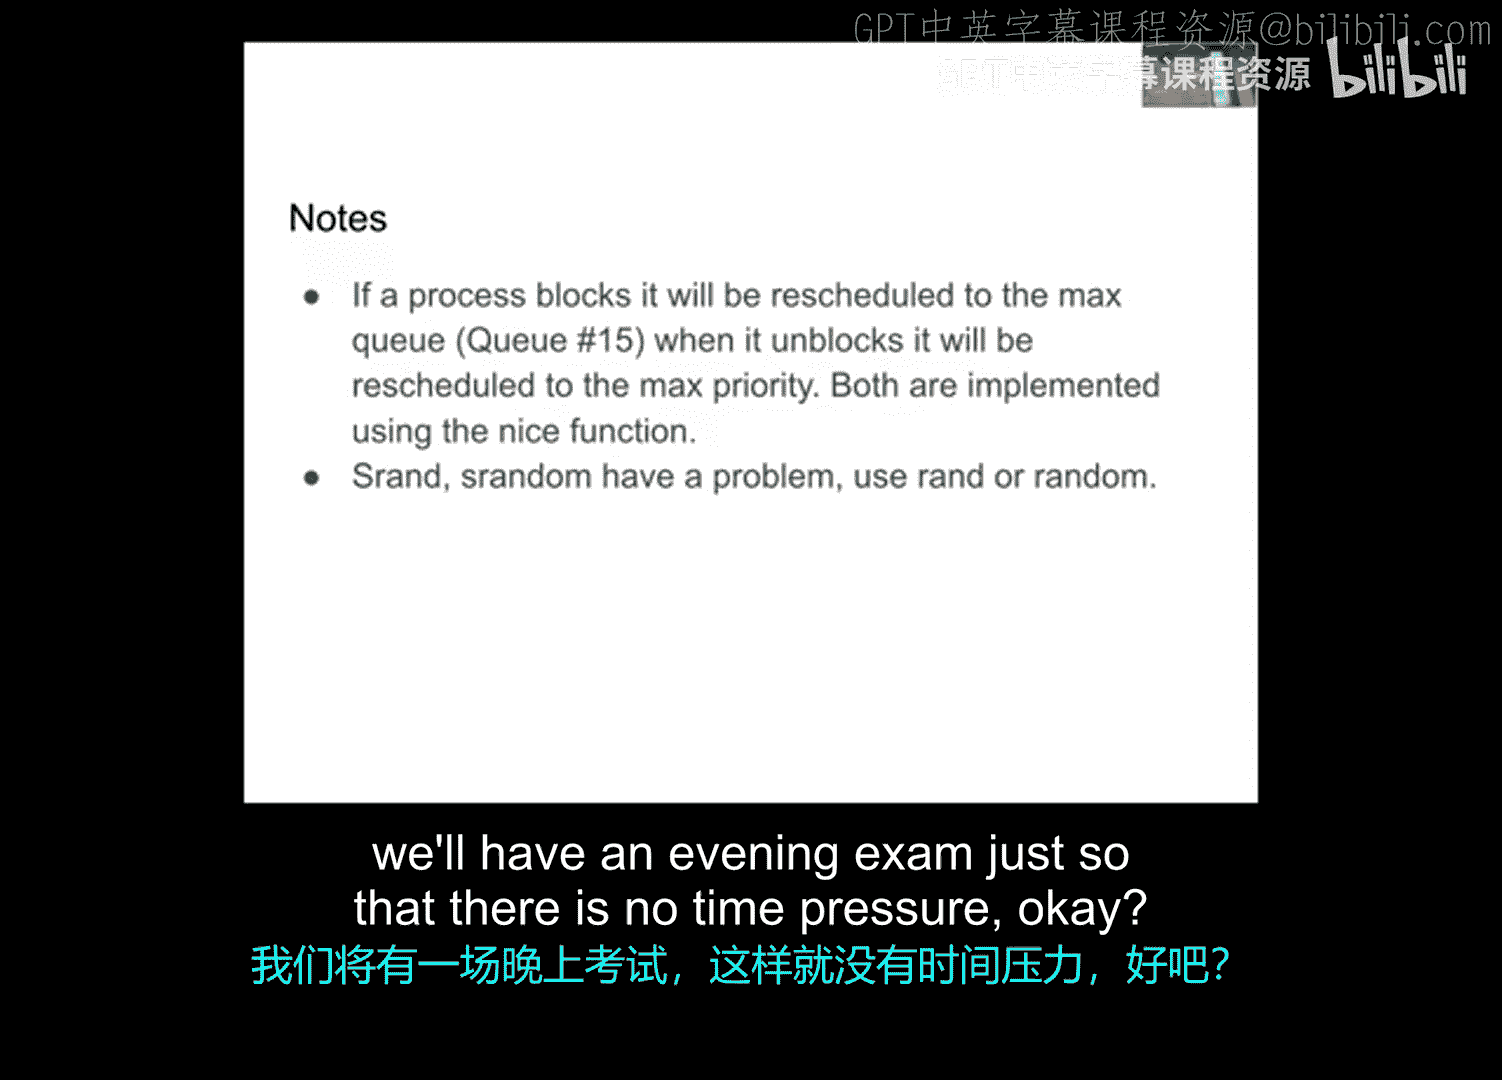 GPT中英字幕课程资源@bilibili.com
GPT中英字幕课程资源 bilibili
Notes
● If a process blocks it will be rescheduled to the max
queue (Queue #15) when it unblocks it will be
rescheduled to the max priority. Both are implemented
using the nice function.
● Srand, srandom have a problem, use rand or random.
we'll have an evening exam just so
that there is no time pressure, okay?
我们将有一场晚上考试，这样就没有时间压力，好吧？